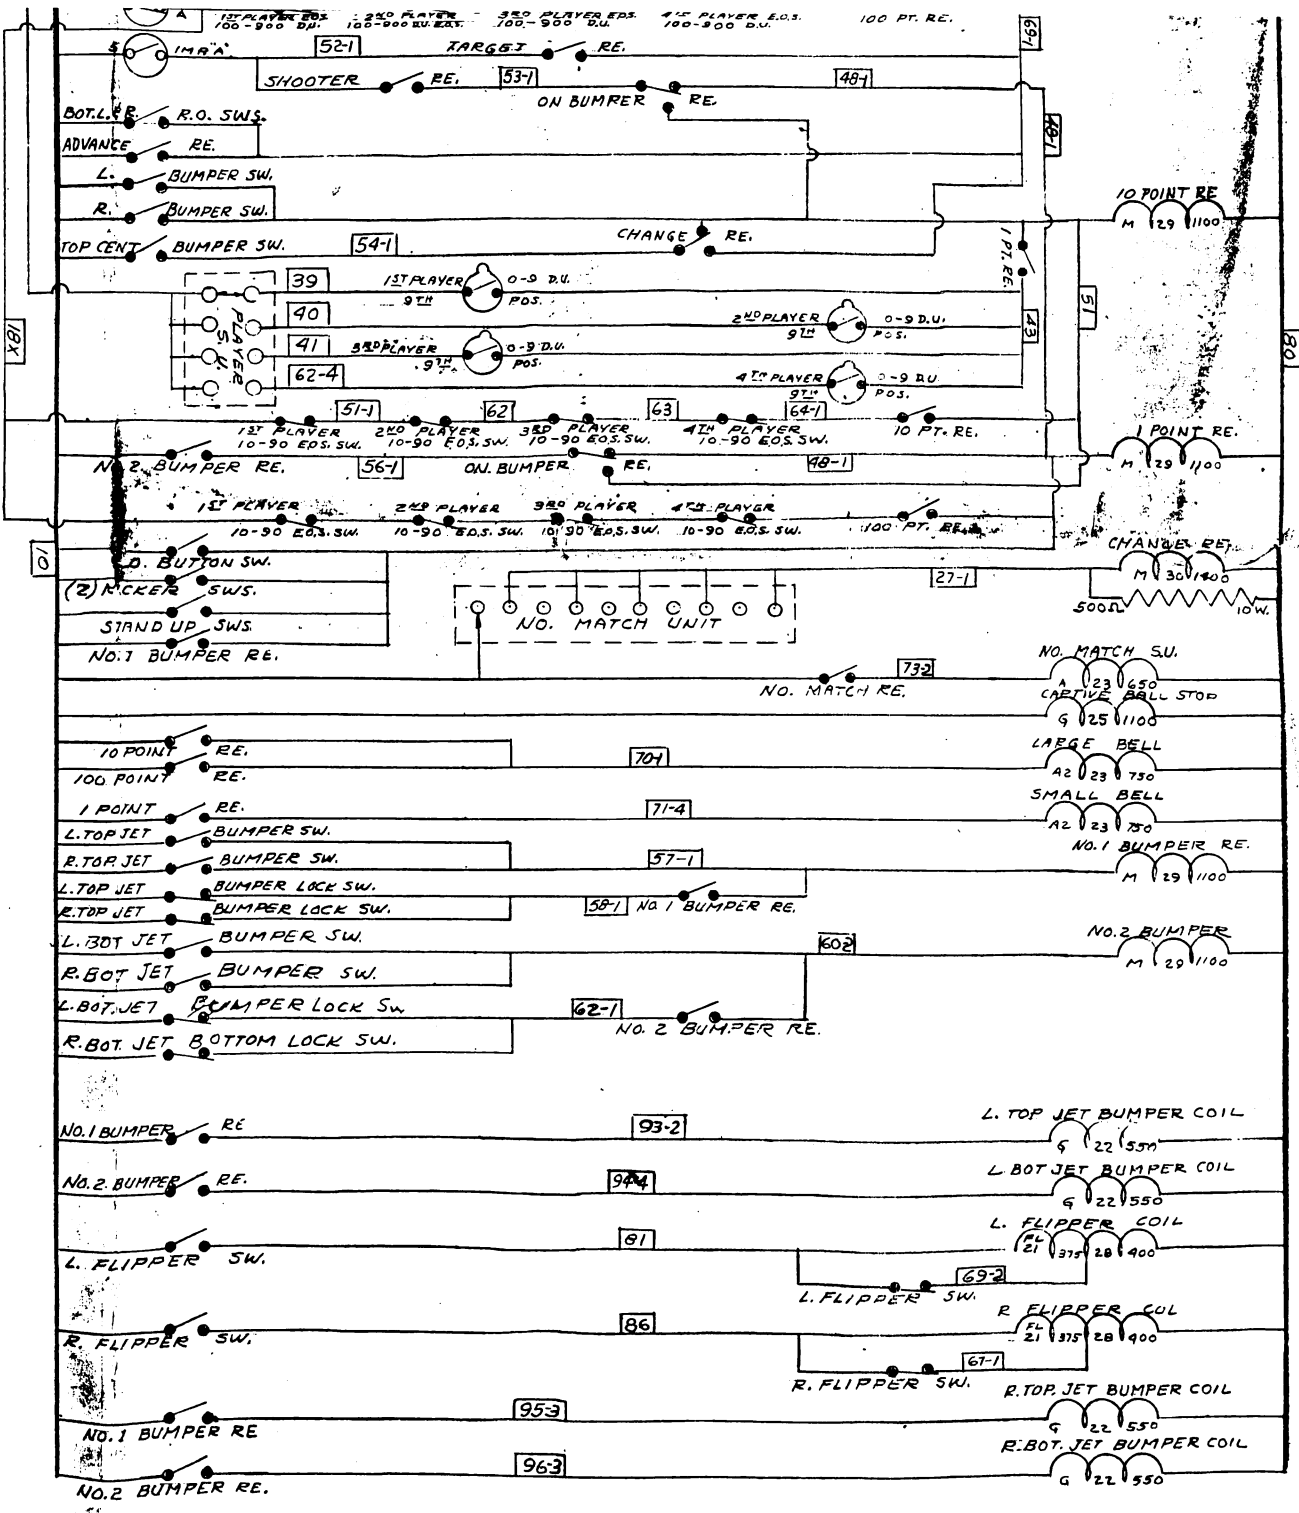 A 1ST PLAYER EOS 2ND PLAYER 3RD PLAYER EOS. 4TH PLAYER E.O.S. 100 PT. RE.
100-900 D.U. 100-900 D.U. E.O.S. 100-900 D.U. 100-900 D.U.
69-1
5 IMP'A' 52-1 TARGET RE.
SHOOTER RE. 53-1 48-1
ON BUMPER RE.
BOT.L.&R. R.O. SWS.
48-1
ADVANCE RE.
L. BUMPER SW.
10 POINT RE
R. BUMPER SW.
M 29 1100
TOP CENT BUMPER SW. 54-1 CHANGE RE.
1 PT. RE.
39 1ST PLAYER 0-9 D.U.
9TH POS.
40 2ND PLAYER 0-9 D.U.
9TH POS.
41 3RD PLAYER 0-9 D.U.
9TH POS.
62-4 4TH PLAYER 0-9 D.U.
9TH POS.
PLAYER S.U.
18X
43
51
80
51-1 62 63 64-1
1ST PLAYER 2ND PLAYER 3RD PLAYER 4TH PLAYER 10 PT. RE.
10-90 EOS. SW. 10-90 EOS. SW. 10-90 EOS. SW. 10-90 E.O.S. SW.
1 POINT RE.
NO. 2 BUMPER RE. 56-1 ON. BUMPER RE. 48-1
M 29 1100
1ST PLAYER 2ND PLAYER 3RD PLAYER 4TH PLAYER
10-90 E.O.S. SW. 10-90 E.O.S. SW. 10-90 E.O.S. SW. 10-90 E.O.S. SW. 100 PT. RE.
10
O. BUTTON SW.
CHANGE RE.
M 30 1400
(2) KICKER SWS.
27-1
500Ω 10W.
STAND UP SWS.
NO. MATCH UNIT
NO. 1 BUMPER RE.
NO. MATCH S.U.
NO. MATCH RE. 73-2
A 23 650
CAPTIVE BALL STOP
G 25 1100
10 POINT RE.
LARGE BELL
100 POINT RE. 70-1
A2 23 750
1 POINT RE. 71-4
SMALL BELL
A2 23 750
L. TOP JET BUMPER SW.
NO.1 BUMPER RE.
R.TOP. JET BUMPER SW. 57-1
M 29 1100
L.TOP JET BUMPER LOCK SW.
R.TOP JET BUMPER LOCK SW. 58-1 NO. 1 BUMPER RE.
L. BOT JET BUMPER SW. 60-2
NO.2 BUMPER
M 29 1100
R. BOT JET BUMPER SW.
L. BOT. JET BUMPER LOCK SW. 62-1
NO. 2 BUMPER RE.
R. BOT. JET BOTTOM LOCK SW.
L. TOP JET BUMPER COIL
NO.1 BUMPER RE 93-2
G 22 550
L. BOT JET BUMPER COIL
NO.2. BUMPER RE. 94-4
G 22 550
L. FLIPPER COIL
L. FLIPPER SW. 81
FL 21 375 28 400
L. FLIPPER SW. 69-2
R FLIPPER COIL
R. FLIPPER SW. 86
FL 21 375 28 400
R. FLIPPER SW. 67-1
R. TOP. JET BUMPER COIL
NO. 1 BUMPER RE 95-3
G 22 550
R. BOT. JET BUMPER COIL
NO.2 BUMPER RE. 96-3
G 22 550